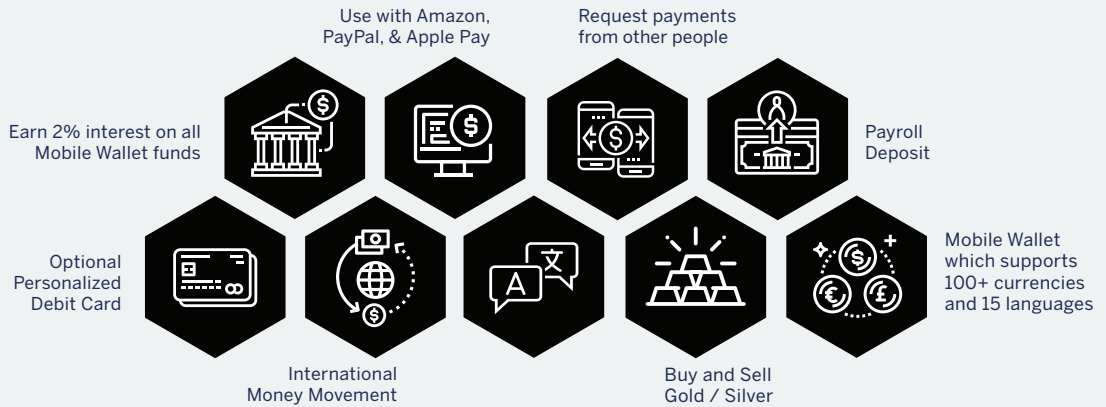 Use with Amazon,
PayPal, & Apple Pay
Request payments
from other people
Earn 2% interest on all
Mobile Wallet funds
Payroll
Deposit
Optional
Personalized
Debit Card
A
文
Mobile Wallet
which supports
100+ currencies
and 15 languages
International
Money Movement
Buy and Sell
Gold / Silver